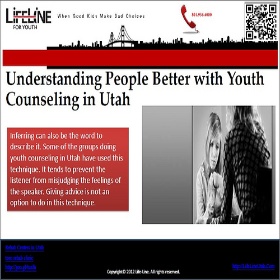 LIFELINE
FOR YOUTH
When Good Kids Make Bad Choices
Understanding People Better with Youth
Counseling in Utah
Inferring can also be the word to
describe it. Some of the groups doing
youth counseling in Utah have used this
technique. It tends to prevent the
listener from misjudging the feelings of
the speaker. Giving advice is not an
option to do in this technique.
Copyright© 2012 Life-Line. All rights reserved.